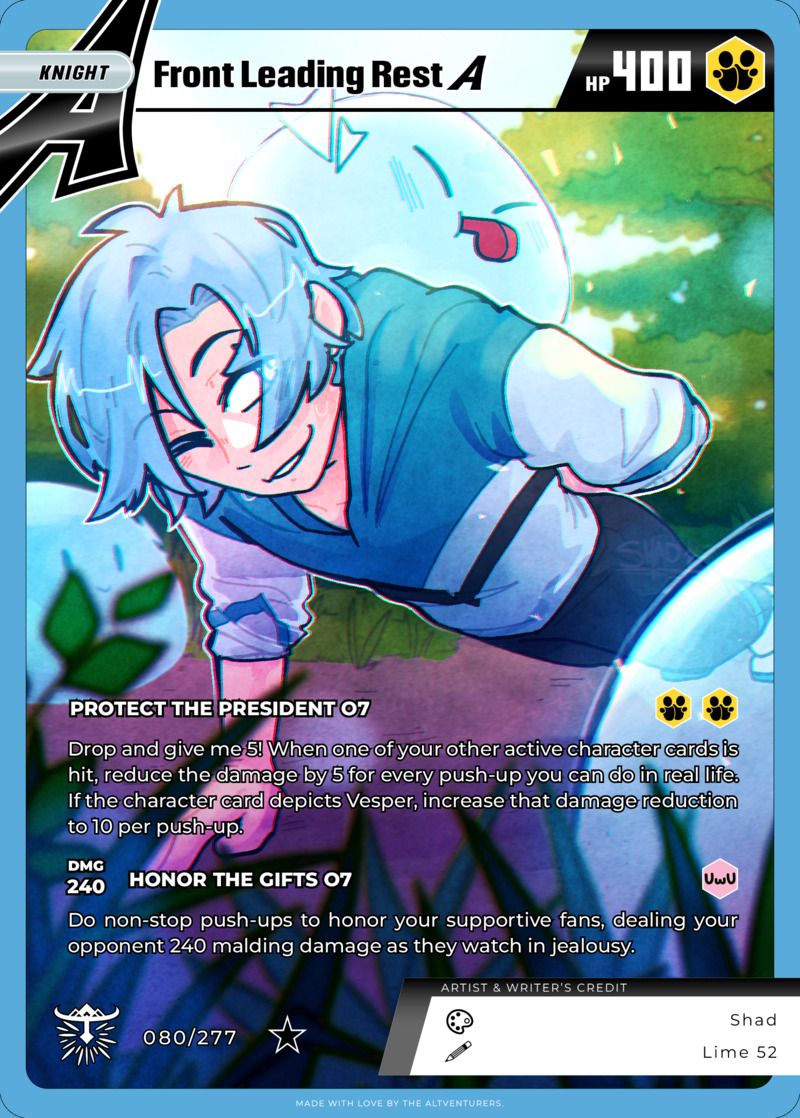 KNIGHT
A
Front Leading Rest A
HP 400
SHAD
PROTECT THE PRESIDENT O7
Drop and give me 5! When one of your other active character cards is
hit, reduce the damage by 5 for every push-up you can do in real life.
If the character card depicts Vesper, increase that damage reduction
to 10 per push-up.
DMG
240
HONOR THE GIFTS O7
UwU
Do non-stop push-ups to honor your supportive fans, dealing your
opponent 240 malding damage as they watch in jealousy.
ARTIST & WRITER'S CREDIT
080/277
Shad
Lime 52
MADE WITH LOVE BY THE ALTVENTURERS.